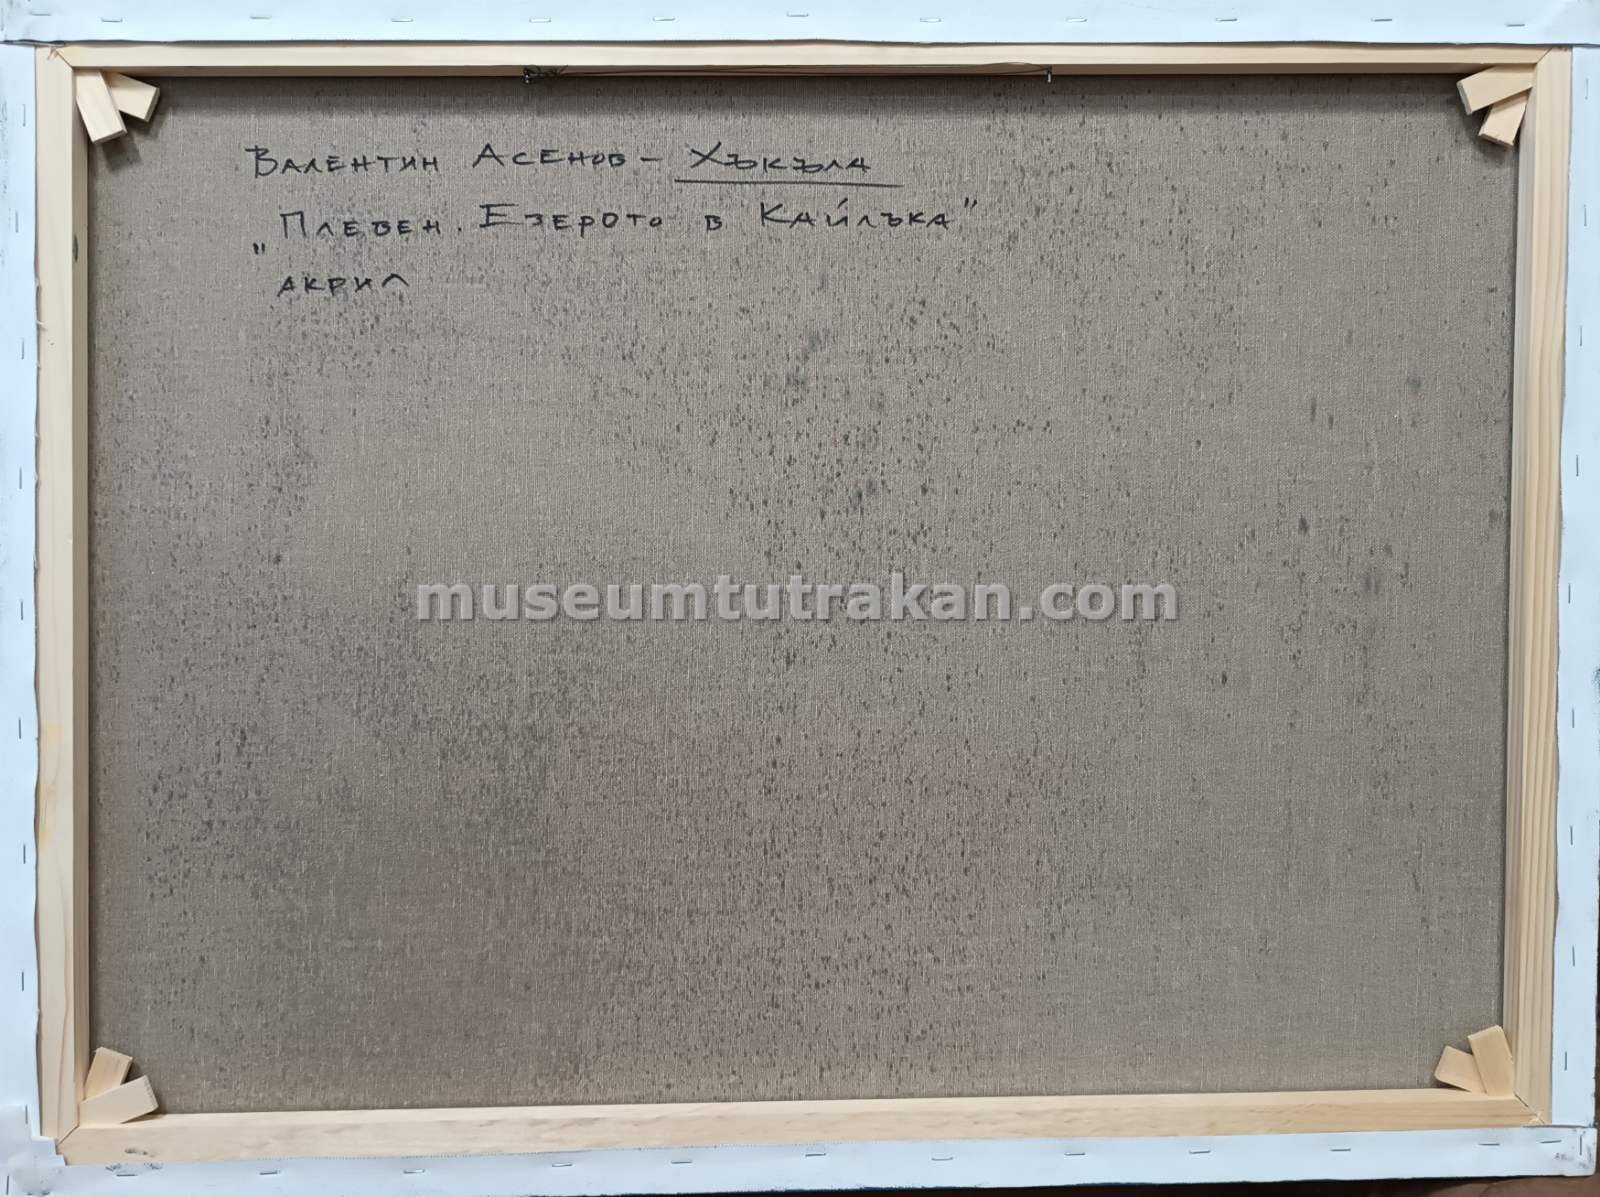 Валентин Асенов - Хъкъла
„Плевен. Езерото в Кайлъка”
акрил
museumtutrakan.com